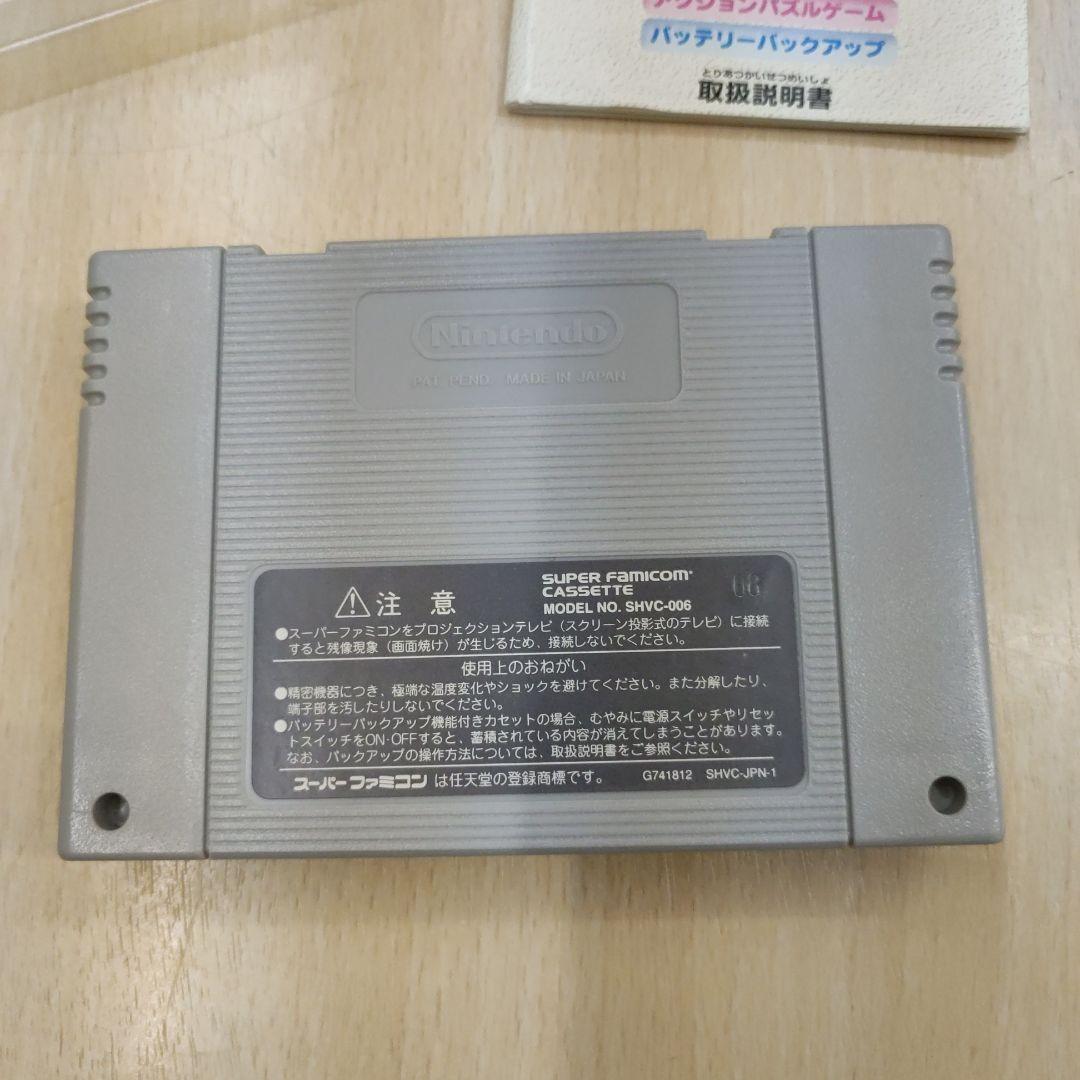 アクションパズルゲーム
バッテリーバックアップ
とりあつかいせつめいしょ
取扱説明書
Nintendo
PAT. PEND. MADE IN JAPAN
注意
SUPER FAMICOM
CASSETTE
MODEL NO. SHVC-006
06
●スーパーファミコンをプロジェクションテレビ（スクリーン投影式のテレビ）に接続
すると残像現象（画面焼け）が生じるため、接続しないでください。
使用上のおねがい
●精密機器につき、極端な温度変化やショックを避けてください。また分解したり、
端子部を汚したりしないでください。
●バッテリーバックアップ機能付きカセットの場合、むやみに電源スイッチやリセッ
トスイッチをON・OFFすると、蓄積されている内容が消えてしまうことがあります。
なお、バックアップの操作方法については、取扱説明書をご参照ください。
スーパーファミコンは任天堂の登録商標です。 G741812 SHVC-JPN-1